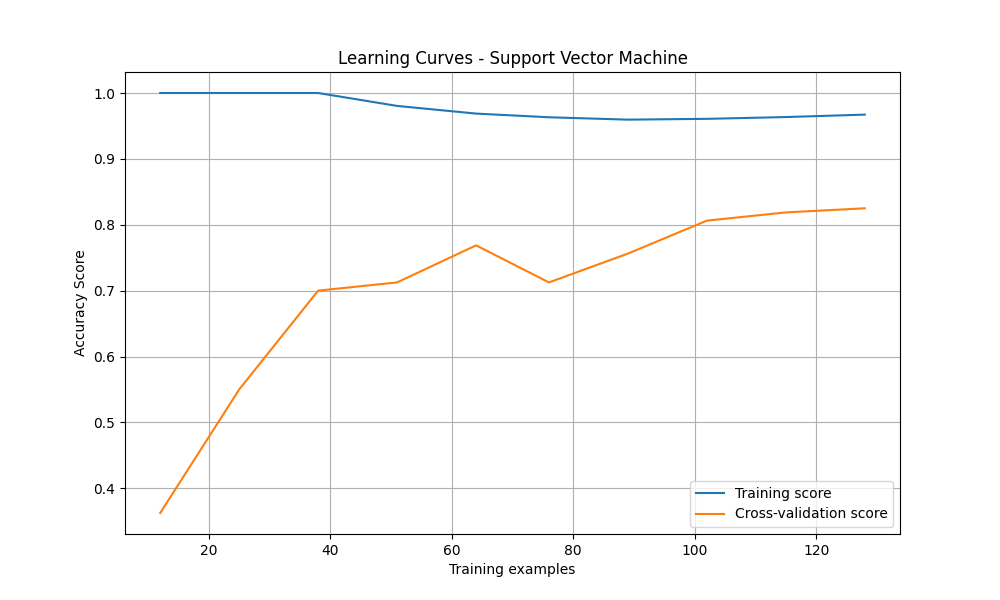 Learning Curves - Support Vector Machine
1.0
0.9
0.8
0.7
0.6
0.5
0.4
Accuracy Score
20 40 60 80 100 120
Training examples
Training score
Cross-validation score